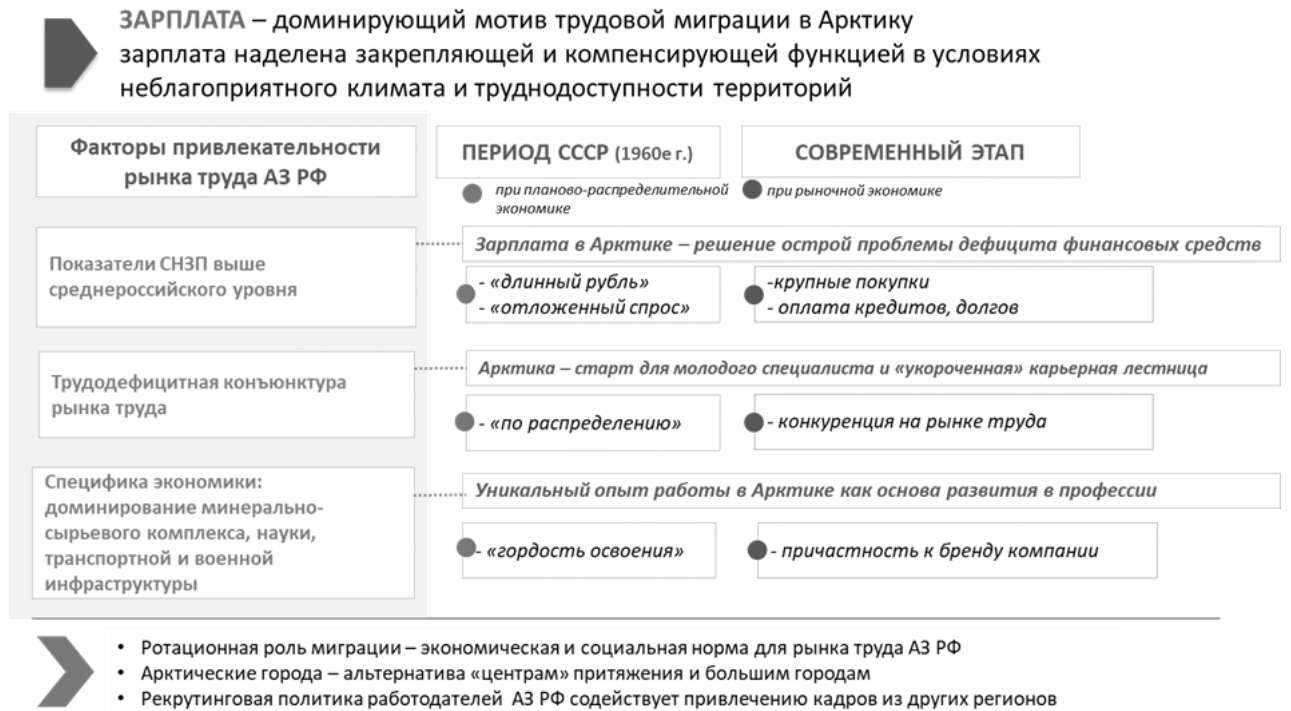 ЗАРПЛАТА – доминирующий мотив трудовой миграции в Арктику
зарплата наделена закрепляющей и компенсирующей функцией в условиях
неблагоприятного климата и труднодоступности территорий
Факторы привлекательности
рынка труда АЗ РФ
ПЕРИОД СССР (1960е г.)
СОВРЕМЕННЫЙ ЭТАП
при планово-распределительной
экономике
при рыночной экономике
Показатели СНЗП выше
среднероссийского уровня
Зарплата в Арктике – решение острой проблемы дефицита финансовых средств
- «длинный рубль»
- «отложенный спрос»
-крупные покупки
- оплата кредитов, долгов
Трудодефицитная конъюнктура
рынка труда
Арктика – старт для молодого специалиста и «укороченная» карьерная лестница
- «по распределению»
- конкуренция на рынке труда
Специфика экономики:
доминирование минерально-
сырьевого комплекса, науки,
транспортной и военной
инфраструктуры
Уникальный опыт работы в Арктике как основа развития в профессии
- «гордость освоения»
- причастность к бренду компании
• Ротационная роль миграции – экономическая и социальная норма для рынка труда АЗ РФ
• Арктические города – альтернатива «центрам» притяжения и большим городам
• Рекрутинговая политика работодателей АЗ РФ содействует привлечению кадров из других регионов